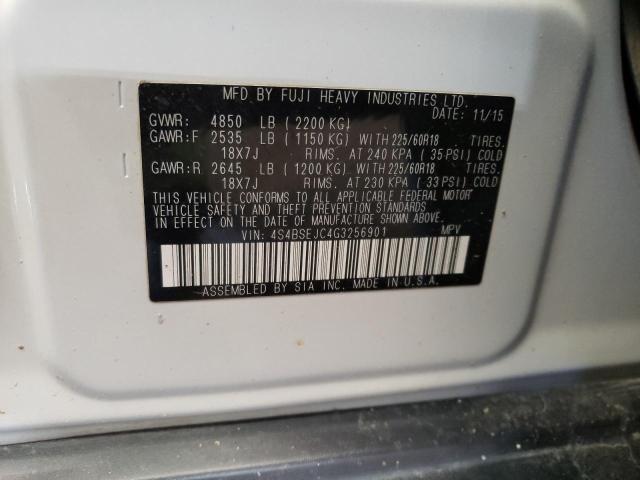 MFD BY FUJI HEAVY INDUSTRIES LTD.
DATE: 11/15
GVWR: 4850 LB ( 2200 KG)
GAWR:F 2535 LB ( 1150 KG) WITH 225/60R18 TIRES.
18X7J RIMS. AT 240 KPA ( 35 PSI) COLD
GAWR:R 2645 LB ( 1200 KG) WITH 225/60R18 TIRES.
18X7J RIMS. AT 230 KPA ( 33 PSI) COLD
THIS VEHICLE CONFORMS TO ALL APPLICABLE FEDERAL MOTOR
VEHICLE SAFETY AND THEFT PREVENTION STANDARDS
IN EFFECT ON THE DATE OF MANUFACTURE SHOWN ABOVE.
VIN: 4S4BSEJC4G3256901 MPV
ASSEMBLED BY SIA INC. MADE IN U.S.A.